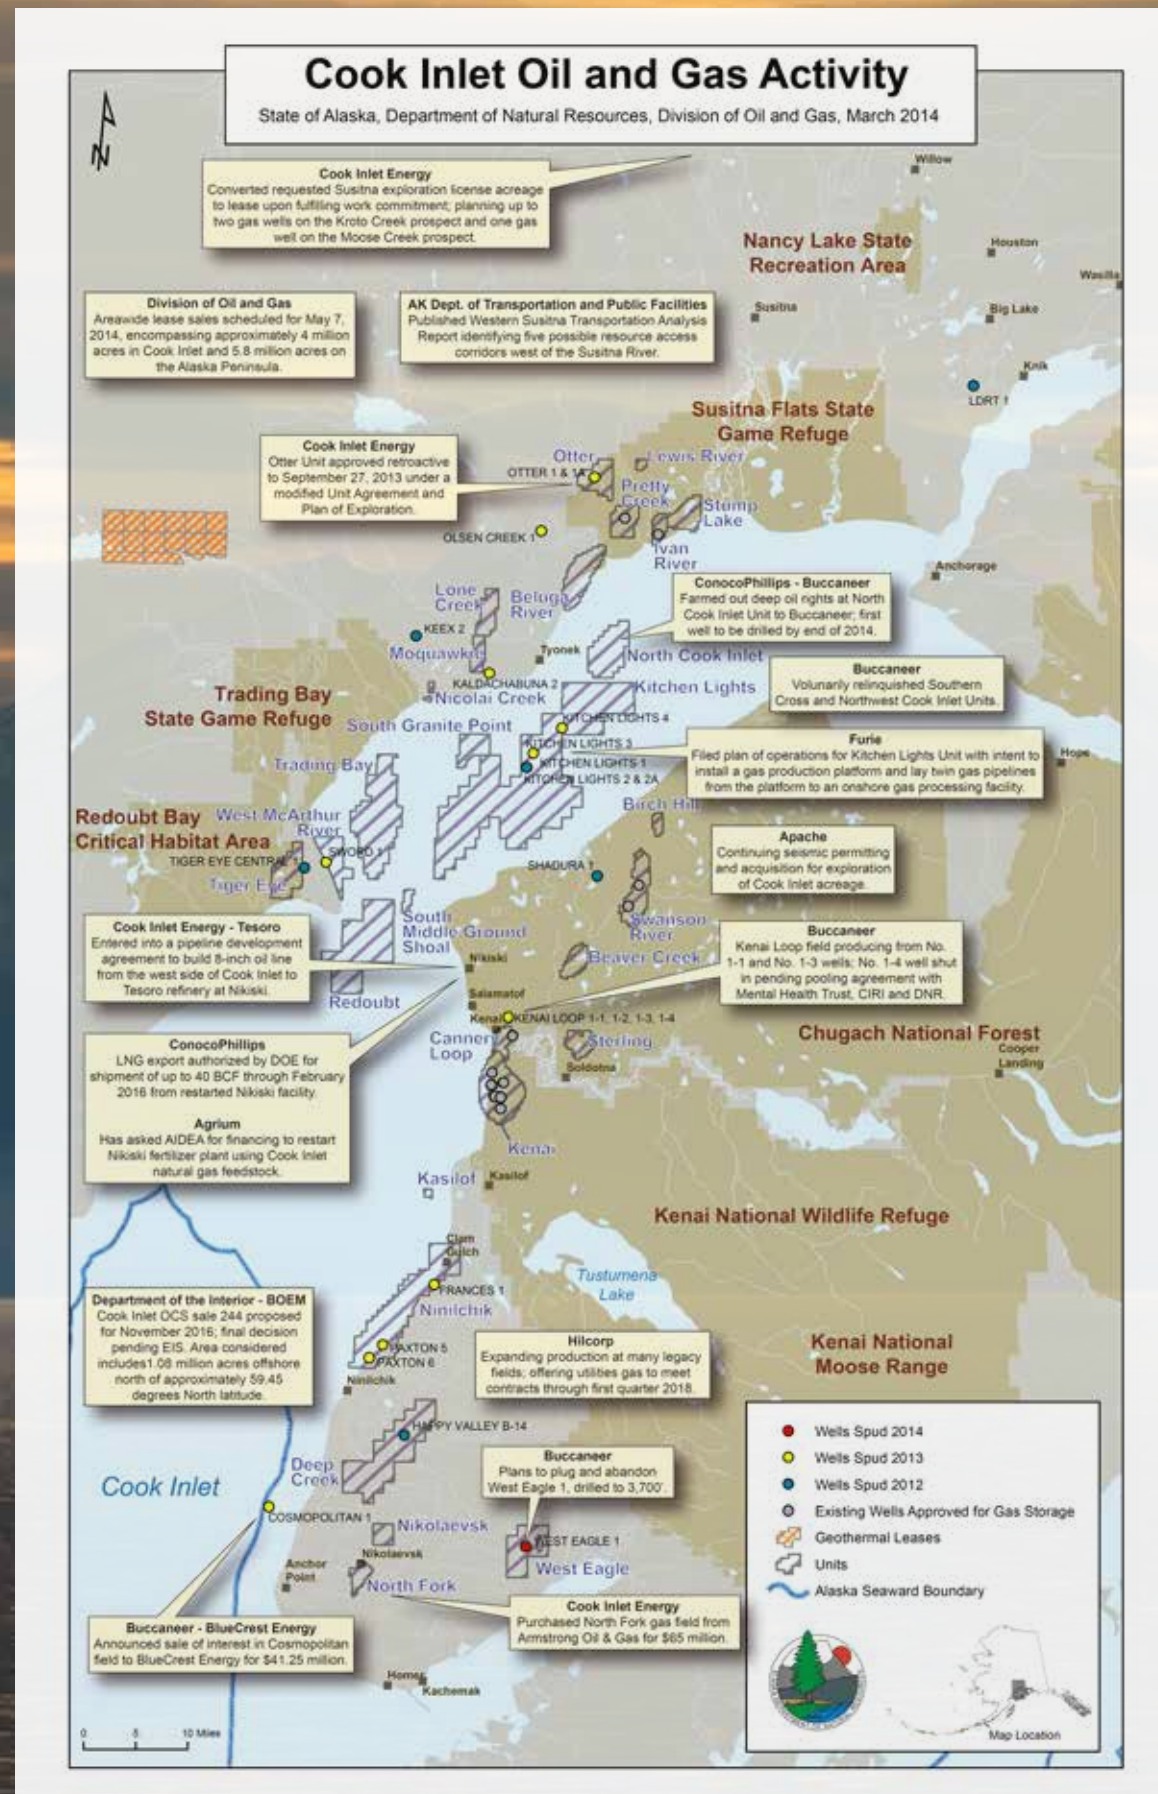 Cook Inlet Oil and Gas Activity
State of Alaska, Department of Natural Resources, Division of Oil and Gas, March 2014
N
Cook Inlet Energy
Converted requested Susitna exploration license acreage
to lease upon fulfilling work commitment; planning up to
two gas wells on the Kroto Creek prospect and one gas
well on the Moose Creek prospect.
Willow
Nancy Lake State
Recreation Area
Houston
Wasilla
Susitna
Big Lake
Division of Oil and Gas
Areawide lease sales scheduled for May 7,
2014, encompassing approximately 4 million
acres in Cook Inlet and 5.8 million acres on
the Alaska Peninsula.
AK Dept. of Transportation and Public Facilities
Published Western Susitna Transportation Analysis
Report identifying five possible resource access
corridors west of the Susitna River.
Knik
LDRT 1
Susitna Flats State
Game Refuge
Cook Inlet Energy
Otter Unit approved retroactive
to September 27, 2013 under a
modified Unit Agreement and
Plan of Exploration.
Otter
OTTER 1 & 1A
Lewis River
Pretty
Creek
Stump
Lake
OLSEN CREEK 1
Ivan
River
Anchorage
Lone
Creek
Beluga
River
ConocoPhillips - Buccaneer
Farmed out deep oil rights at North
Cook Inlet Unit to Buccaneer; first
well to be drilled by end of 2014.
KEEX 2
Moquawkie
Tyonek
North Cook Inlet
KALDACHABUNA 2
Nicolai Creek
Kitchen Lights
Buccaneer
Volunarily relinquished Southern
Cross and Northwest Cook Inlet Units.
Trading Bay
State Game Refuge
South Granite Point
KITCHEN LIGHTS 4
KITCHEN LIGHTS 3
KITCHEN LIGHTS 1
KITCHEN LIGHTS 2 & 2A
Furie
Filed plan of operations for Kitchen Lights Unit with intent to
install a gas production platform and lay twin gas pipelines
from the platform to an onshore gas processing facility.
Hope
Trading Bay
Birch Hill
Redoubt Bay
Critical Habitat Area
West McArthur
River
SWORD 1
TIGER EYE CENTRAL 1
Tiger Eye
Apache
Continuing seismic permitting
and acquisition for exploration
of Cook Inlet acreage.
SHADURA 1
Swanson
River
Cook Inlet Energy - Tesoro
Entered into a pipeline development
agreement to build 8-inch oil line
from the west side of Cook Inlet to
Tesoro refinery at Nikiski.
South
Middle Ground
Shoal
Redoubt
Nikiski
Beaver Creek
Buccaneer
Kenai Loop field producing from No.
1-1 and No. 1-3 wells; No. 1-4 well shut
in pending pooling agreement with
Mental Health Trust, CIRI and DNR.
Salamatof
Kenai
KENAI LOOP 1-1, 1-2, 1-3, 1-4
Cannery
Loop
Sterling
Soldotna
Chugach National Forest
Cooper
Landing
ConocoPhillips
LNG export authorized by DOE for
shipment of up to 40 BCF through February
2016 from restarted Nikiski facility.
Agrium
Has asked AIDEA for financing to restart
Nikiski fertilizer plant using Cook Inlet
natural gas feedstock.
Kenai
Kasilof
Kasilof
Kenai National Wildlife Refuge
Clam
Gulch
Tustumena
Lake
FRANCES 1
Ninilchik
Department of the Interior - BOEM
Cook Inlet OCS sale 244 proposed
for November 2016; final decision
pending EIS. Area considered
includes1.08 million acres offshore
north of approximately 59.45
degrees North latitude.
PAXTON 5
PAXTON 6
Ninilchik
Hilcorp
Expanding production at many legacy
fields; offering utilities gas to meet
contracts through first quarter 2018.
Kenai National
Moose Range
HAPPY VALLEY B-14
Deep
Creek
Cook Inlet
Buccaneer
Plans to plug and abandon
West Eagle 1, drilled to 3,700'.
COSMOPOLITAN 1
Nikolaevsk
Nikolaevsk
WEST EAGLE 1
West Eagle
Anchor
Point
North Fork
Cook Inlet Energy
Purchased North Fork gas field from
Armstrong Oil & Gas for $65 million.
Buccaneer - BlueCrest Energy
Announced sale of interest in Cosmopolitan
field to BlueCrest Energy for $41.25 million.
Homer
Kachemak
0 5 10 Miles
Wells Spud 2014
Wells Spud 2013
Wells Spud 2012
Existing Wells Approved for Gas Storage
Geothermal Leases
Units
Alaska Seaward Boundary
Map Location